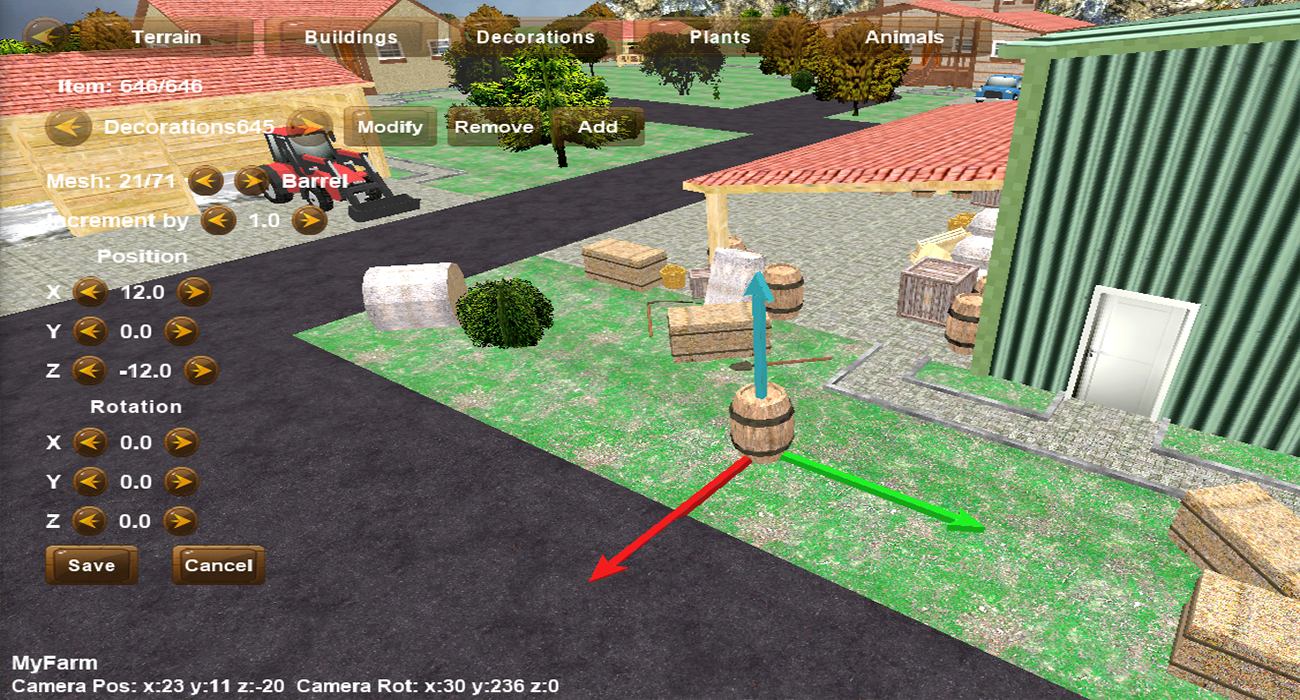 Terrain Buildings Decorations Plants Animals
Item: 646/646
Decorations645 Modify Remove Add
Mesh: 21/71 Barrel
Increment by 1.0
Position
X 12.0
Y 0.0
Z -12.0
Rotation
X 0.0
Y 0.0
Z 0.0
Save Cancel
MyFarm
Camera Pos: x:23 y:11 z:-20 Camera Rot: x:30 y:236 z:0